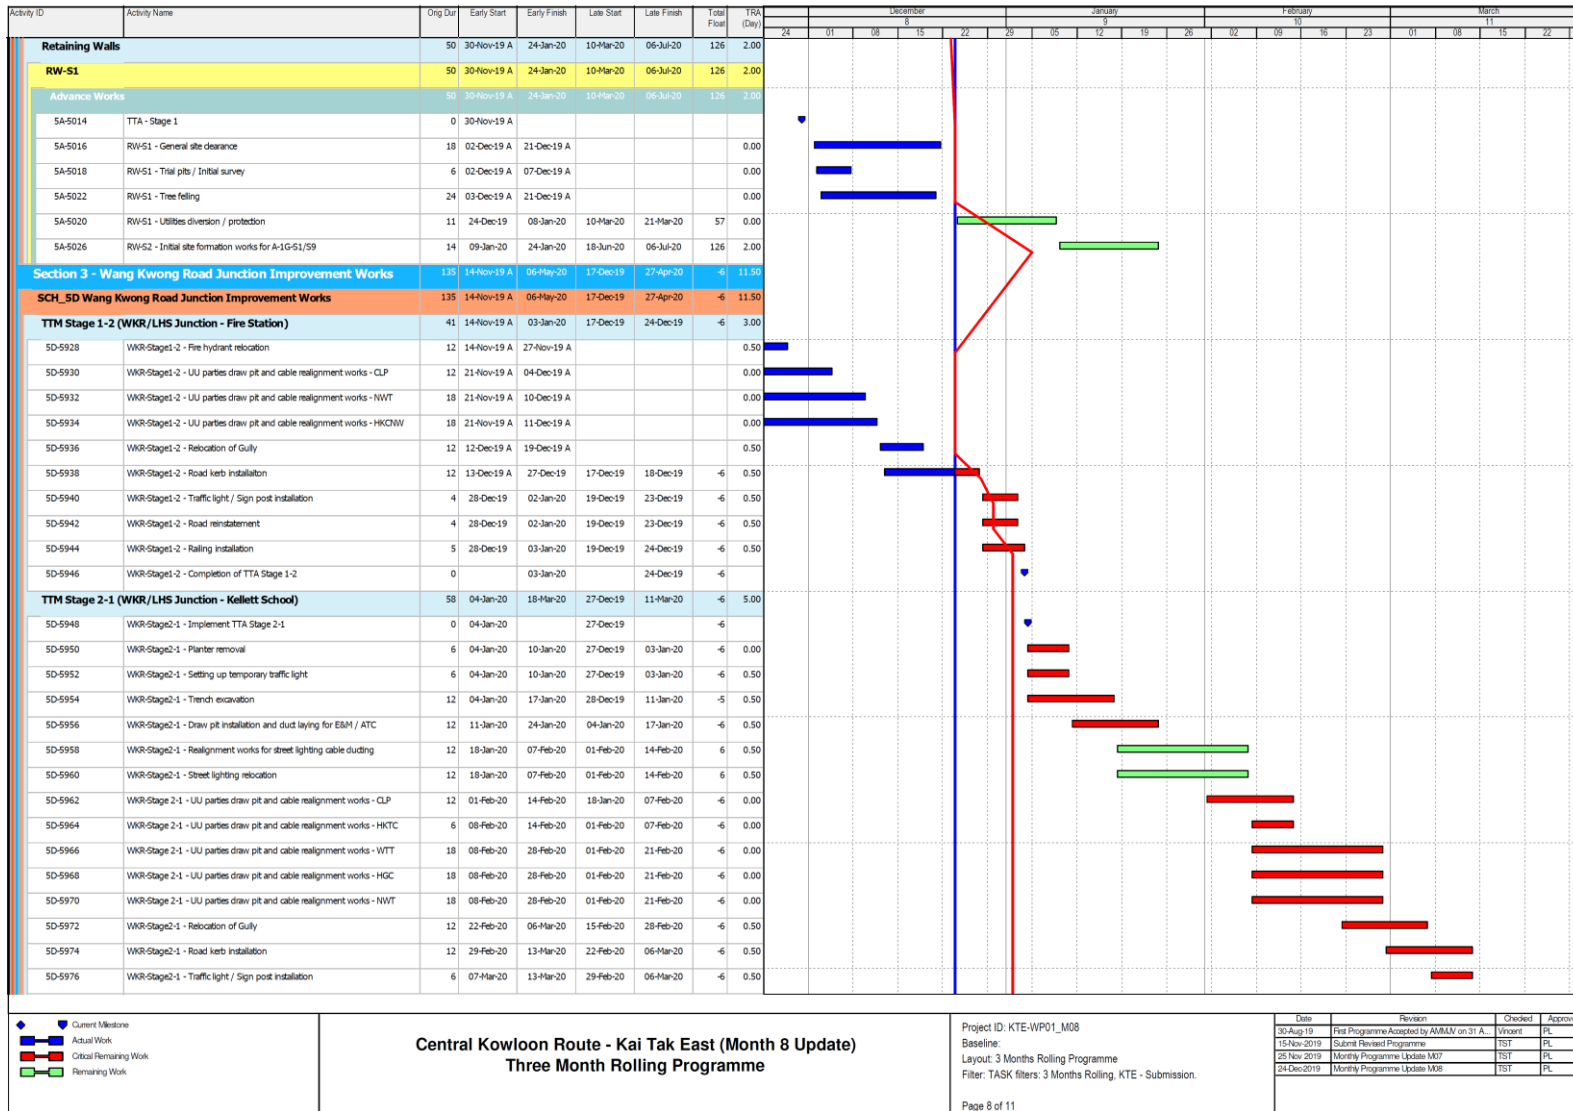 Activity ID Activity Name Orig Dur Early Start Early Finish Late Start Late Finish Total Float TRA (Day) December January February March
8 9 10 11
24 01 08 15 22 29 05 12 19 26 02 09 16 23 01 08 15 22
Retaining Walls 50 30-Nov-19 A 24-Jan-20 10-Mar-20 06-Jul-20 126 2.00
RW-S1 50 30-Nov-19 A 24-Jan-20 10-Mar-20 06-Jul-20 126 2.00
Advance Works 50 30-Nov-19 A 24-Jan-20 10-Mar-20 06-Jul-20 126 2.00
5A-5014 TTA - Stage 1 0 30-Nov-19 A
5A-5016 RW-S1 - General site clearance 18 02-Dec-19 A 21-Dec-19 A 0.00
5A-5018 RW-S1 - Trial pits / Initial survey 6 02-Dec-19 A 07-Dec-19 A 0.00
5A-5022 RW-S1 - Tree felling 24 03-Dec-19 A 21-Dec-19 A 0.00
5A-5020 RW-S1 - Utilities diversion / protection 11 24-Dec-19 08-Jan-20 10-Mar-20 21-Mar-20 57 0.00
5A-5026 RW-S2 - Initial site formation works for A-1G-S1/S9 14 09-Jan-20 24-Jan-20 18-Jun-20 06-Jul-20 126 2.00
Section 3 - Wang Kwong Road Junction Improvement Works 135 14-Nov-19 A 06-May-20 17-Dec-19 27-Apr-20 -6 11.50
SCH_5D Wang Kwong Road Junction Improvement Works 135 14-Nov-19 A 06-May-20 17-Dec-19 27-Apr-20 -6 11.50
TTM Stage 1-2 (WKR/LHS Junction - Fire Station) 41 14-Nov-19 A 03-Jan-20 17-Dec-19 24-Dec-19 -6 3.00
5D-5928 WKR-Stage1-2 - Fire hydrant relocation 12 14-Nov-19 A 27-Nov-19 A 0.50
5D-5930 WKR-Stage1-2 - UU parties draw pit and cable realignment works - CLP 12 21-Nov-19 A 04-Dec-19 A 0.00
5D-5932 WKR-Stage1-2 - UU parties draw pit and cable realignment works - NWT 18 21-Nov-19 A 10-Dec-19 A 0.00
5D-5934 WKR-Stage1-2 - UU parties draw pit and cable realignment works - HKCNW 18 21-Nov-19 A 11-Dec-19 A 0.00
5D-5936 WKR-Stage1-2 - Relocation of Gully 12 12-Dec-19 A 19-Dec-19 A 0.50
5D-5938 WKR-Stage1-2 - Road kerb installaiton 12 13-Dec-19 A 27-Dec-19 17-Dec-19 18-Dec-19 -6 0.50
5D-5940 WKR-Stage1-2 - Traffic light / Sign post installation 4 28-Dec-19 02-Jan-20 19-Dec-19 23-Dec-19 -6 0.50
5D-5942 WKR-Stage1-2 - Road reinstatement 4 28-Dec-19 02-Jan-20 19-Dec-19 23-Dec-19 -6 0.50
5D-5944 WKR-Stage1-2 - Railing installation 5 28-Dec-19 03-Jan-20 19-Dec-19 24-Dec-19 -6 0.50
5D-5946 WKR-Stage1-2 - Completion of TTA Stage 1-2 0 03-Jan-20 24-Dec-19 -6
TTM Stage 2-1 (WKR/LHS Junction - Kellett School) 58 04-Jan-20 18-Mar-20 27-Dec-19 11-Mar-20 -6 5.00
5D-5948 WKR-Stage2-1 - Implement TTA Stage 2-1 0 04-Jan-20 27-Dec-19 -6
5D-5950 WKR-Stage2-1 - Planter removal 6 04-Jan-20 10-Jan-20 27-Dec-19 03-Jan-20 -6 0.00
5D-5952 WKR-Stage2-1 - Setting up temporary traffic light 6 04-Jan-20 10-Jan-20 27-Dec-19 03-Jan-20 -6 0.50
5D-5954 WKR-Stage2-1 - Trench excavation 12 04-Jan-20 17-Jan-20 28-Dec-19 11-Jan-20 -5 0.50
5D-5956 WKR-Stage2-1 - Draw pit installation and duct laying for E&M / ATC 12 11-Jan-20 24-Jan-20 04-Jan-20 17-Jan-20 -6 0.50
5D-5958 WKR-Stage2-1 - Realignment works for street lighting cable ducting 12 18-Jan-20 07-Feb-20 01-Feb-20 14-Feb-20 6 0.50
5D-5960 WKR-Stage2-1 - Street lighting relocation 12 18-Jan-20 07-Feb-20 01-Feb-20 14-Feb-20 6 0.50
5D-5962 WKR-Stage 2-1 - UU parties draw pit and cable realignment works - CLP 12 01-Feb-20 14-Feb-20 18-Jan-20 07-Feb-20 -6 0.00
5D-5964 WKR-Stage 2-1 - UU parties draw pit and cable realignment works - HKTC 6 08-Feb-20 14-Feb-20 01-Feb-20 07-Feb-20 -6 0.00
5D-5966 WKR-Stage 2-1 - UU parties draw pit and cable realignment works - WTT 18 08-Feb-20 28-Feb-20 01-Feb-20 21-Feb-20 -6 0.00
5D-5968 WKR-Stage 2-1 - UU parties draw pit and cable realignment works - HGC 18 08-Feb-20 28-Feb-20 01-Feb-20 21-Feb-20 -6 0.00
5D-5970 WKR-Stage 2-1 - UU parties draw pit and cable realignment works - NWT 18 08-Feb-20 28-Feb-20 01-Feb-20 21-Feb-20 -6 0.00
5D-5972 WKR-Stage2-1 - Relocation of Gully 12 22-Feb-20 06-Mar-20 15-Feb-20 28-Feb-20 -6 0.50
5D-5974 WKR-Stage2-1 - Road kerb installation 12 29-Feb-20 13-Mar-20 22-Feb-20 06-Mar-20 -6 0.50
5D-5976 WKR-Stage2-1 - Traffic light / Sign post installation 6 07-Mar-20 13-Mar-20 29-Feb-20 06-Mar-20 -6 0.50
Current Milestone
Actual Work
Critical Remaining Work
Remaining Work
Central Kowloon Route - Kai Tak East (Month 8 Update)
Three Month Rolling Programme
Project ID: KTE-WP01_M08
Baseline:
Layout: 3 Months Rolling Programme
Filter: TASK filters: 3 Months Rolling, KTE - Submission.
Page 8 of 11
Date Revision Checked Approve
30-Aug-19 First Programme Accepted by AMMJV on 31 A... Vincent PL
15-Nov-2019 Submit Revised Programme TST PL
25 Nov 2019 Monthly Programme Update M07 TST PL
24-Dec-2019 Monthly Programme Update M08 TST PL